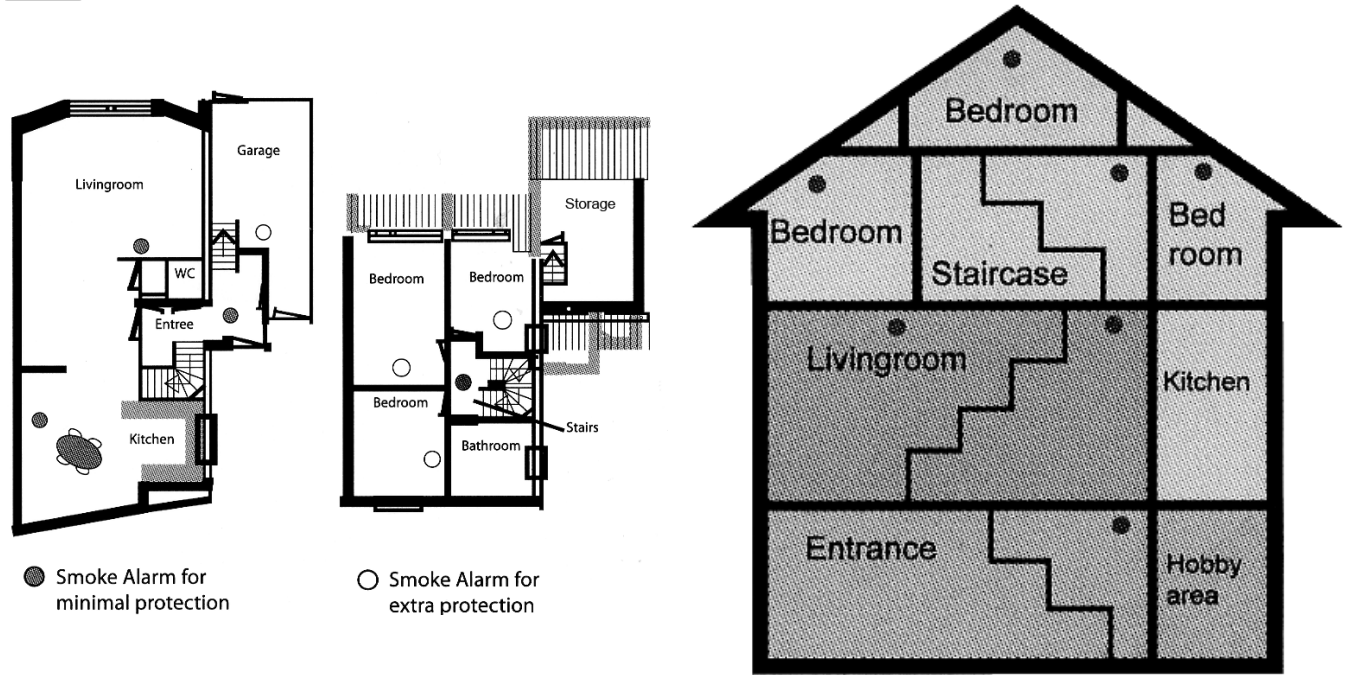 Livingroom
Garage
WC
Entree
Kitchen
Smoke Alarm for
minimal protection
Storage
Bedroom
Bedroom
Bedroom
Stairs
Bathroom
Smoke Alarm for
extra protection
Bedroom
Bedroom
Staircase
Bed
room
Livingroom
Kitchen
Entrance
Hobby
area